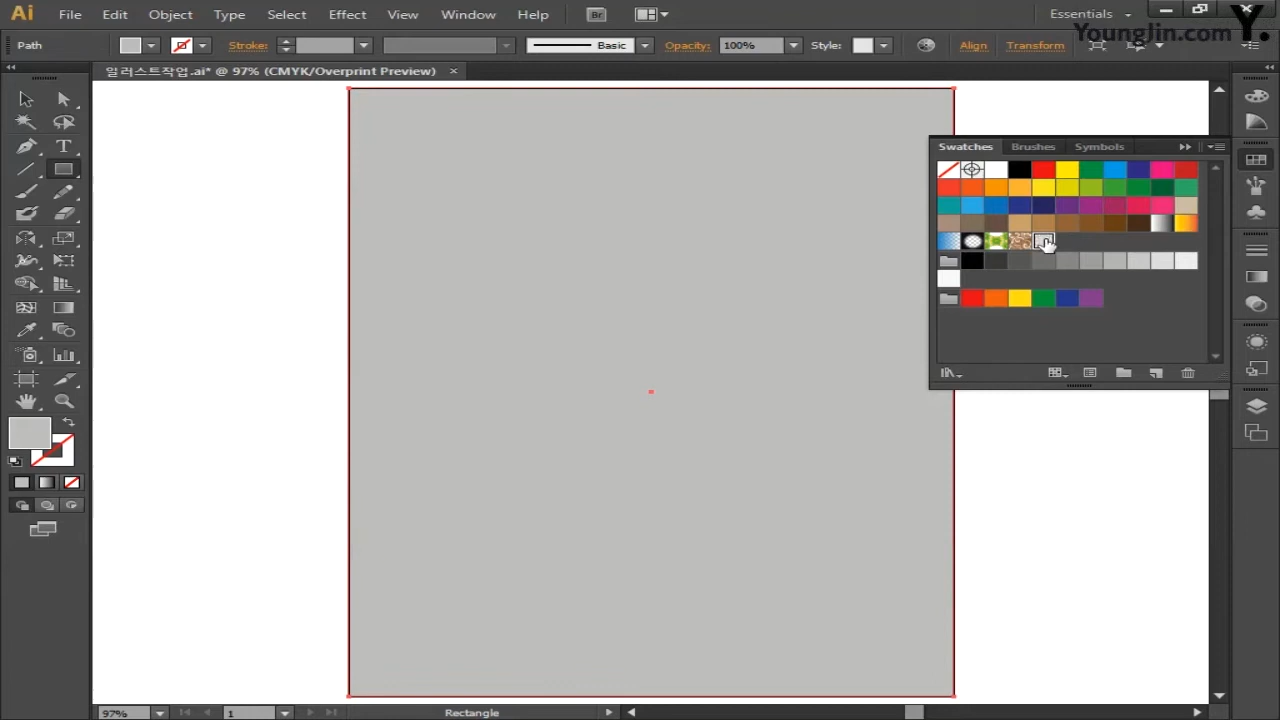 Ai File Edit Object Type Select Effect View Window Help Br Essentials
YoungJin.com Y.
Path Stroke: Basic Opacity: 100% Style: Align Transform
일러스트작업.ai* @ 97% (CMYK/Overprint Preview) ×
Swatches Brushes Symbols
97% 1 Rectangle